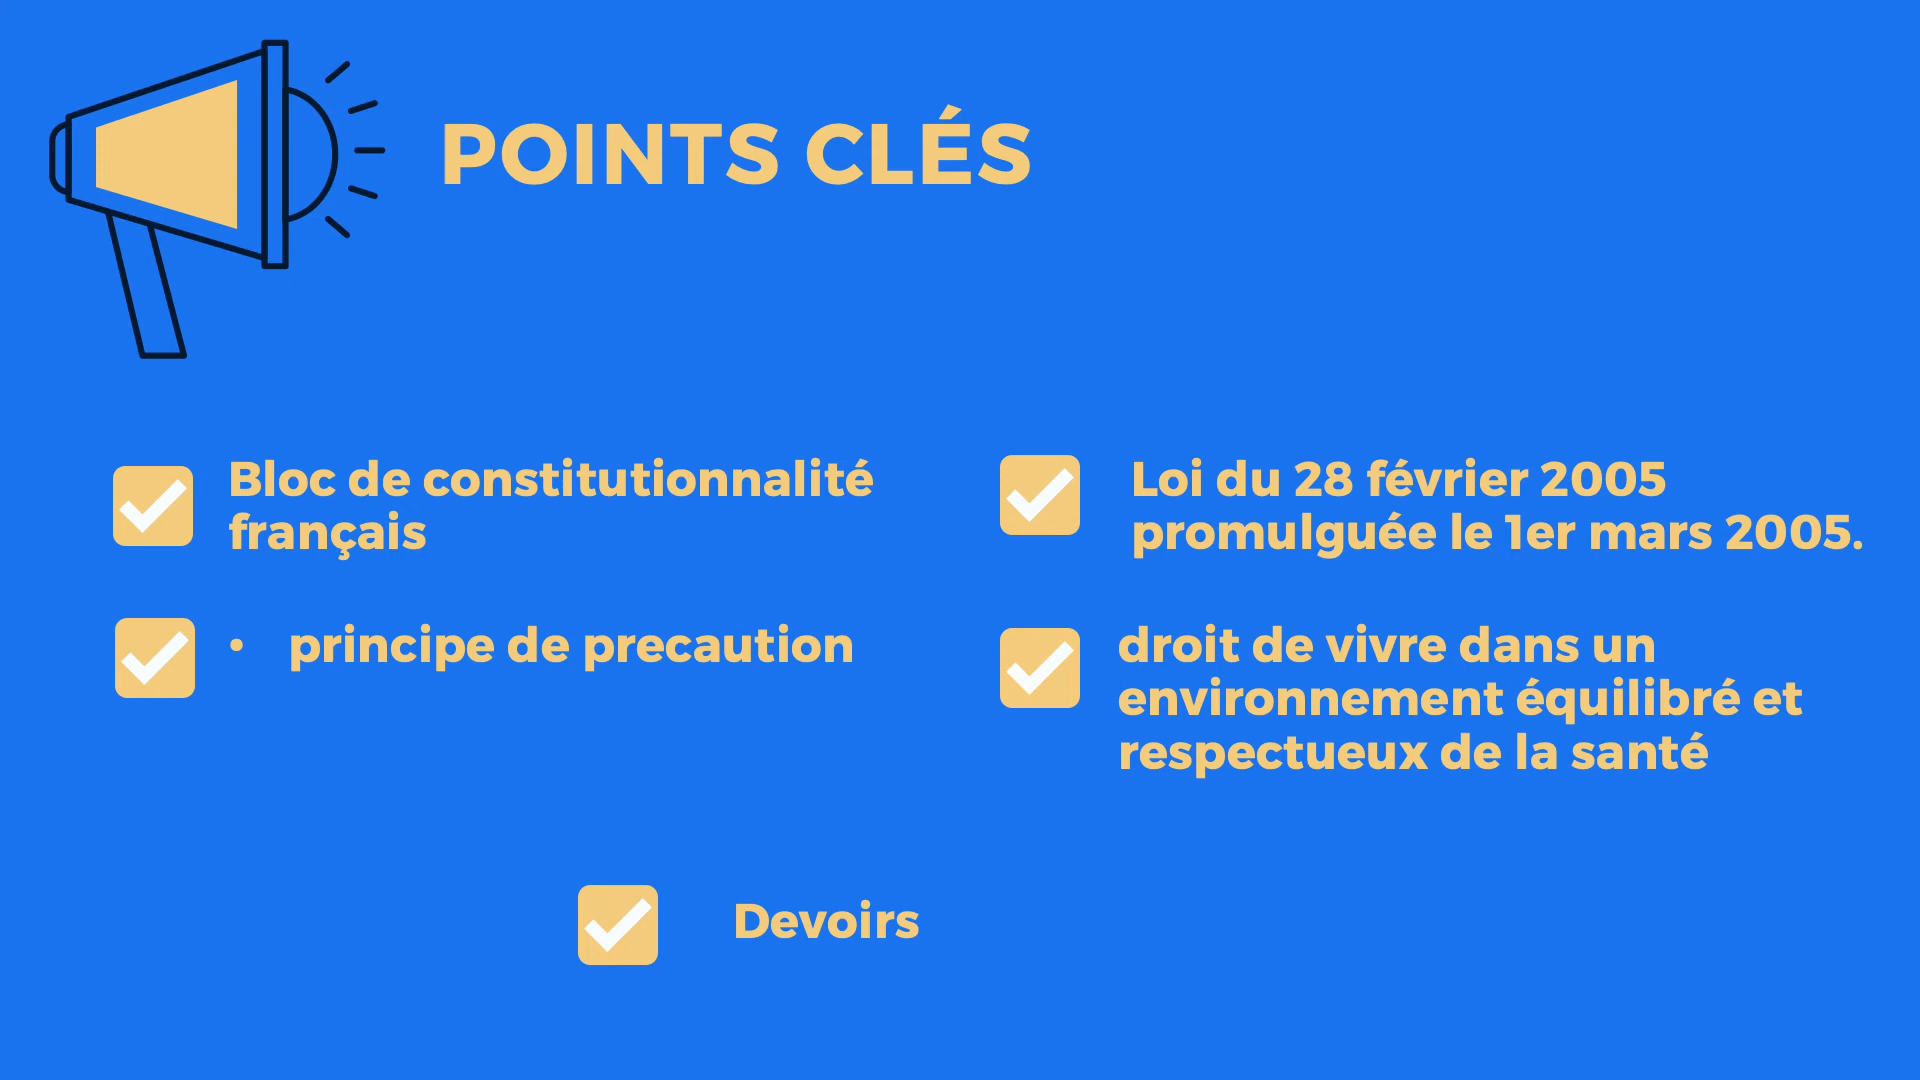 POINTS CLÉS
Bloc de constitutionnalité
français
Loi du 28 février 2005
promulguée le 1er mars 2005.
• principe de precaution
droit de vivre dans un
environnement équilibré et
respectueux de la santé
Devoirs